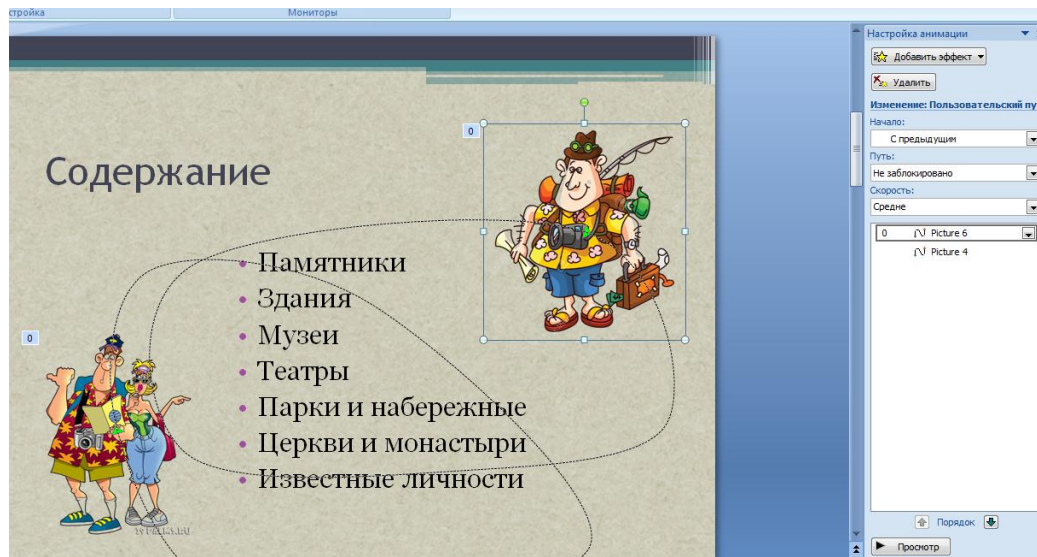 стройка
Мониторы
Настройка анимации
Добавить эффект
Удалить
Изменение: Пользовательский пу
Начало:
С предыдущим
Путь:
Не заблокировано
Скорость:
Средне
0 Picture 6
Picture 4
0
Содержание
• Памятники
• Здания
• Музеи
• Театры
• Парки и набережные
• Церкви и монастыри
• Известные личности
0
Порядок
Просмотр